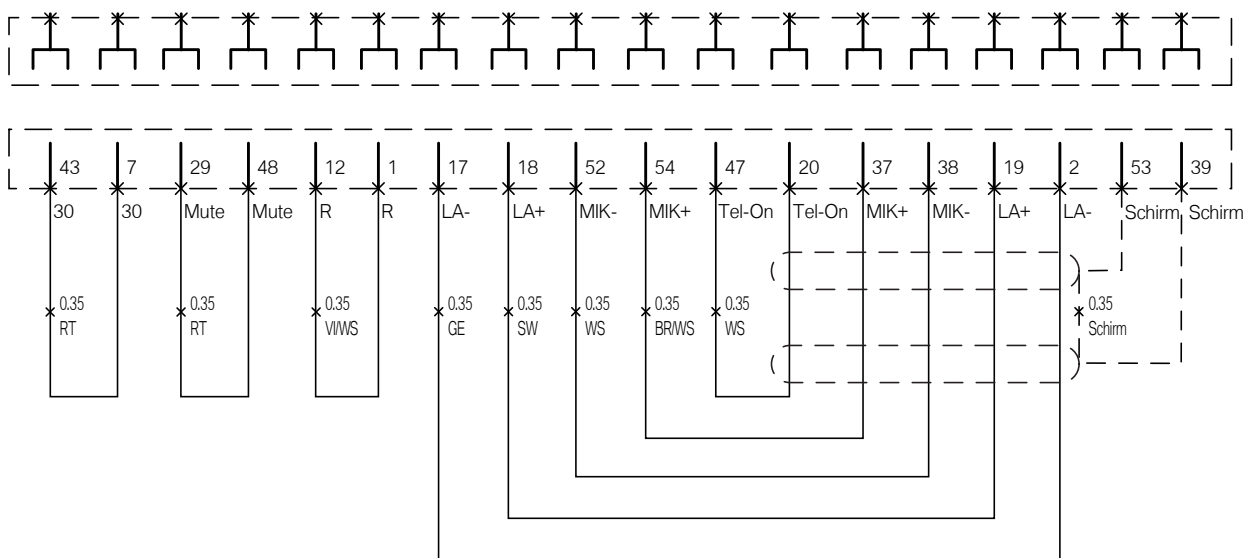 43 7 29 48 12 1 17 18 52 54 47 20 37 38 19 2 53 39
30 30 Mute Mute R R LA- LA+ MIK- MIK+ Tel-On Tel-On MIK+ MIK- LA+ LA- Schirm Schirm
0.35 0.35 0.35 0.35 0.35 0.35 0.35 0.35 0.35
RT RT VI/WS GE SW WS BR/WS WS Schirm